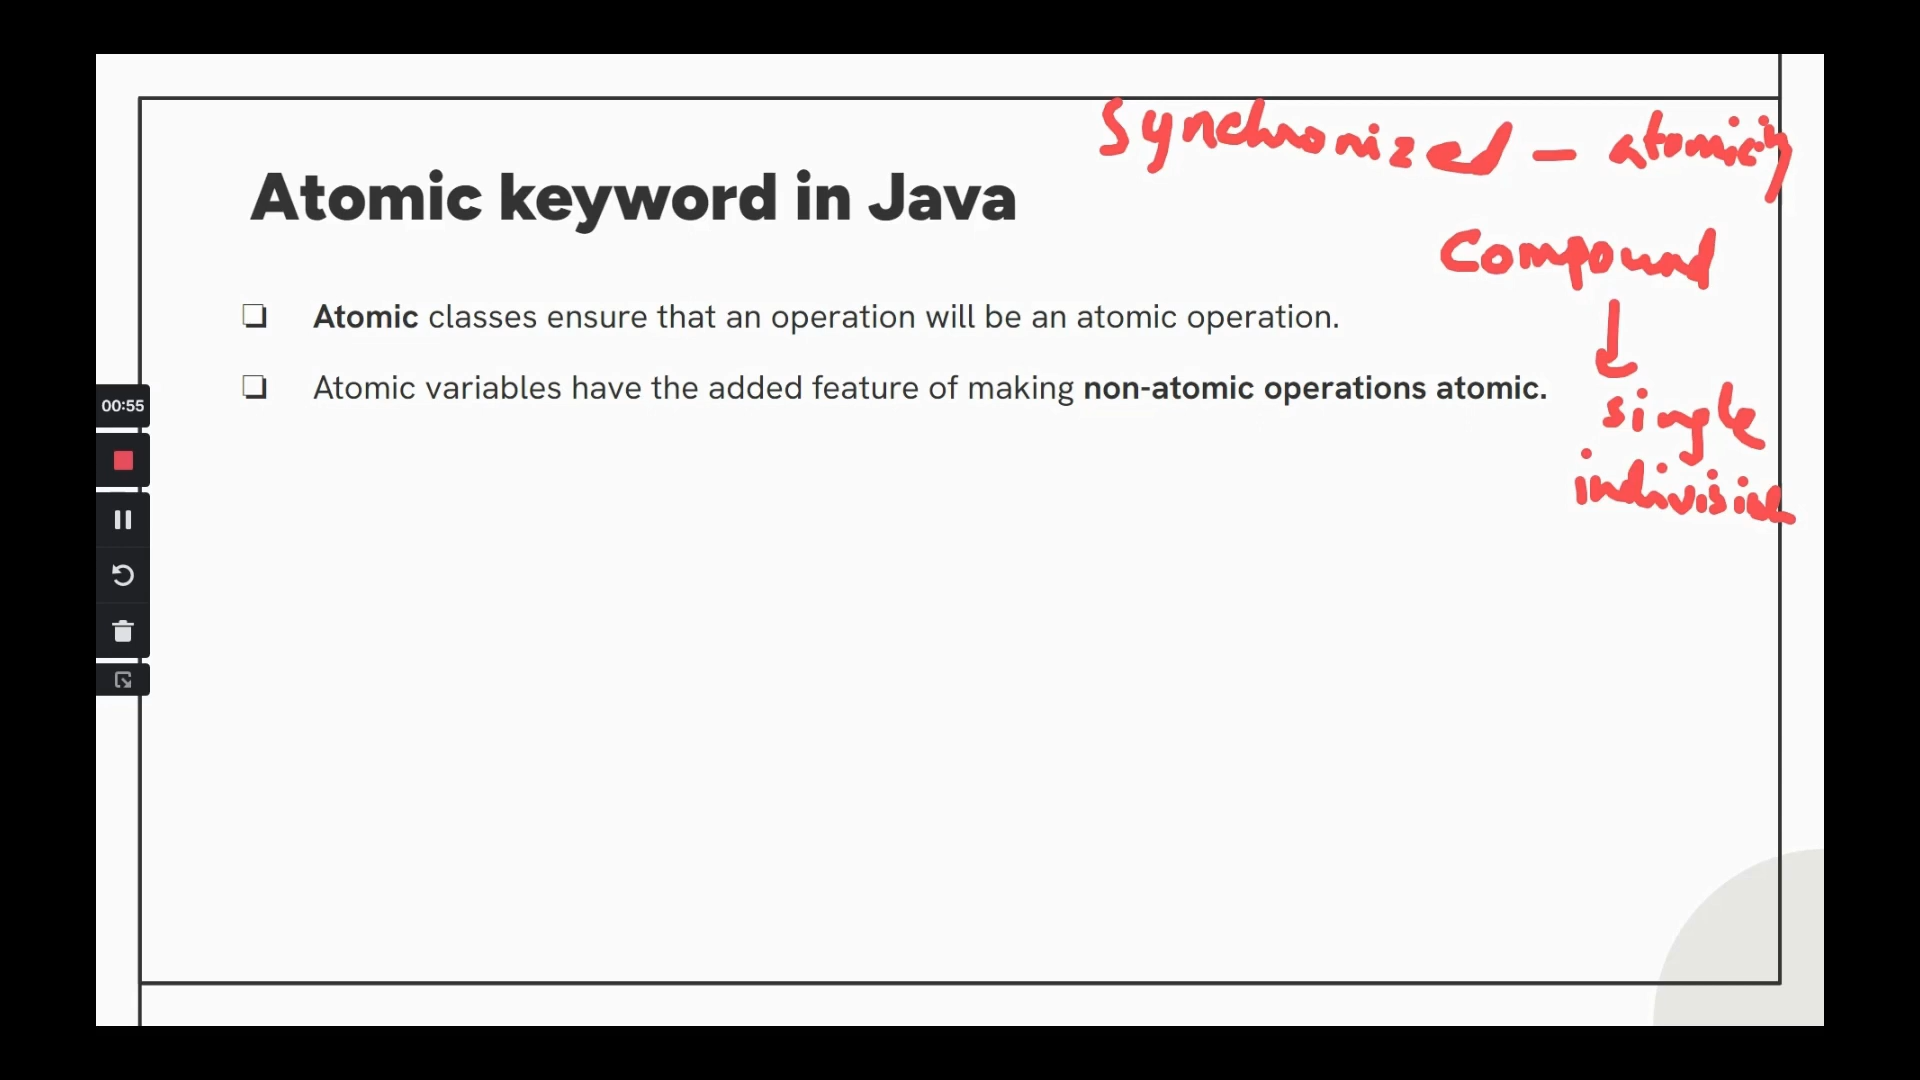 Synchronized - atomicity
Atomic keyword in Java
Compound
Atomic classes ensure that an operation will be an atomic operation.
Atomic variables have the added feature of making non-atomic operations atomic.
single
00:55